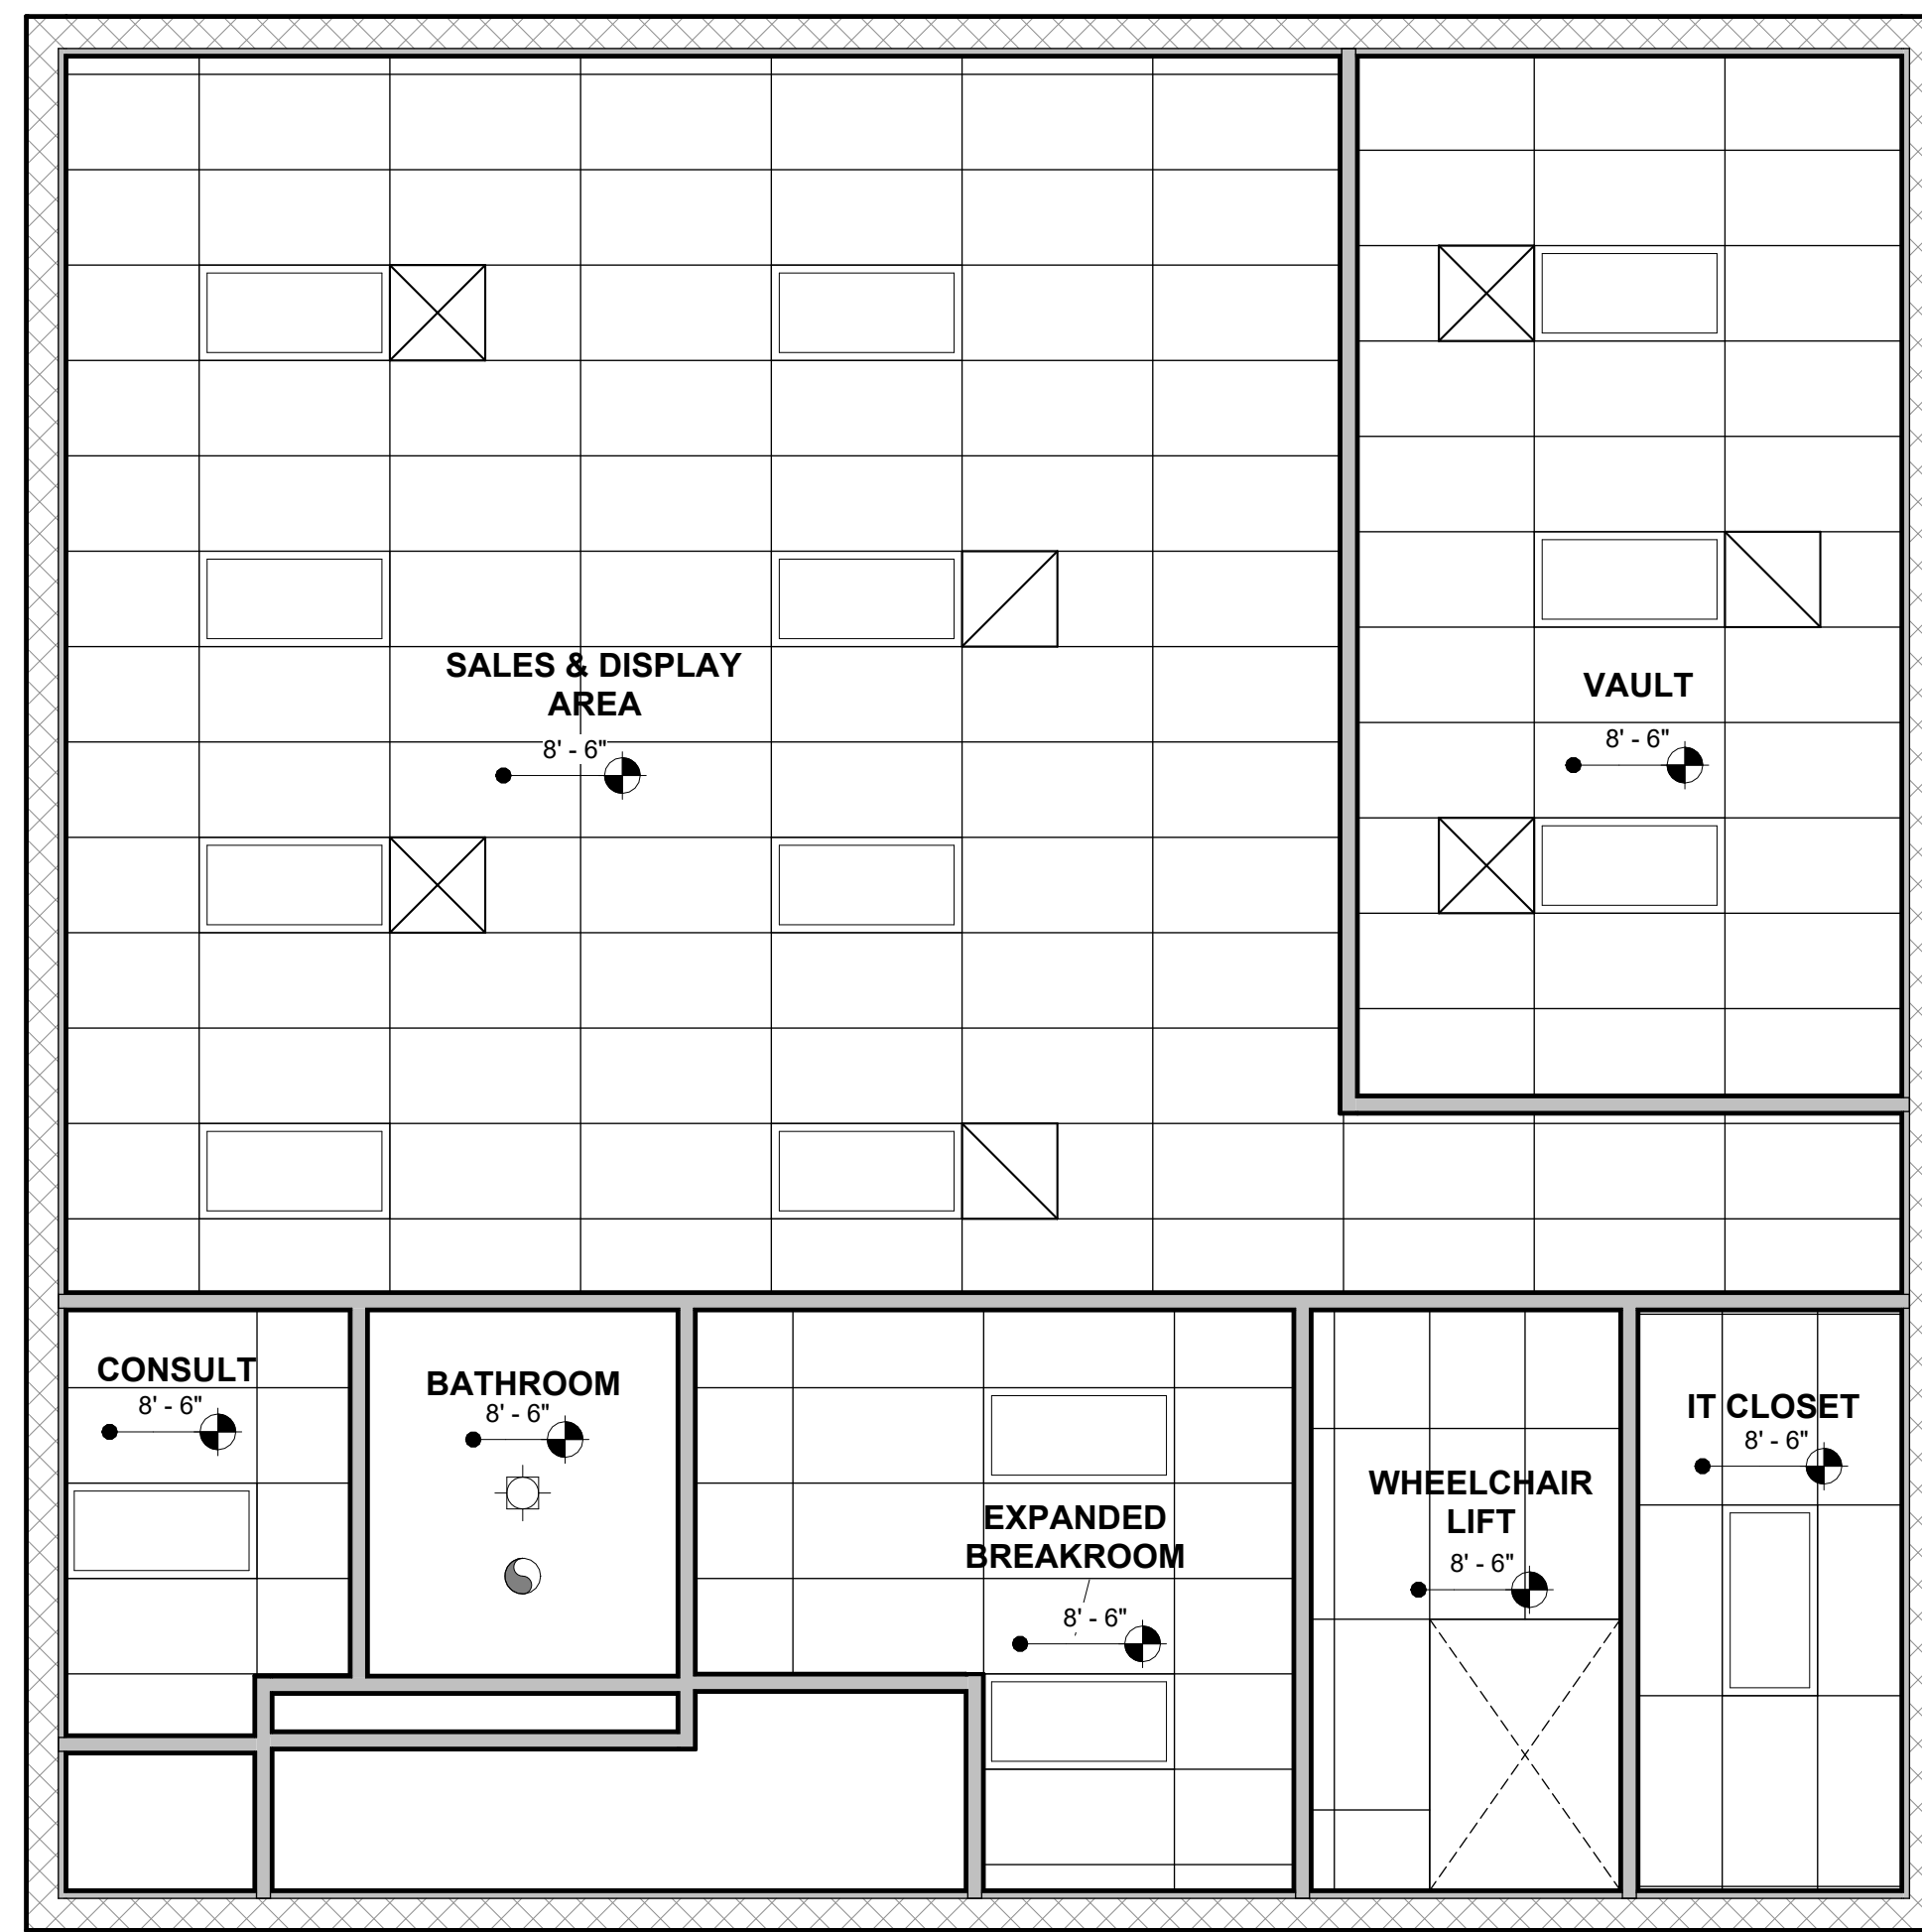 SALES & DISPLAY
AREA
8' - 6"
VAULT
8' - 6"
CONSULT
8' - 6"
BATHROOM
8' - 6"
EXPANDED
BREAKROOM
8' - 6"
WHEELCHAIR
LIFT
8' - 6"
IT CLOSET
8' - 6"